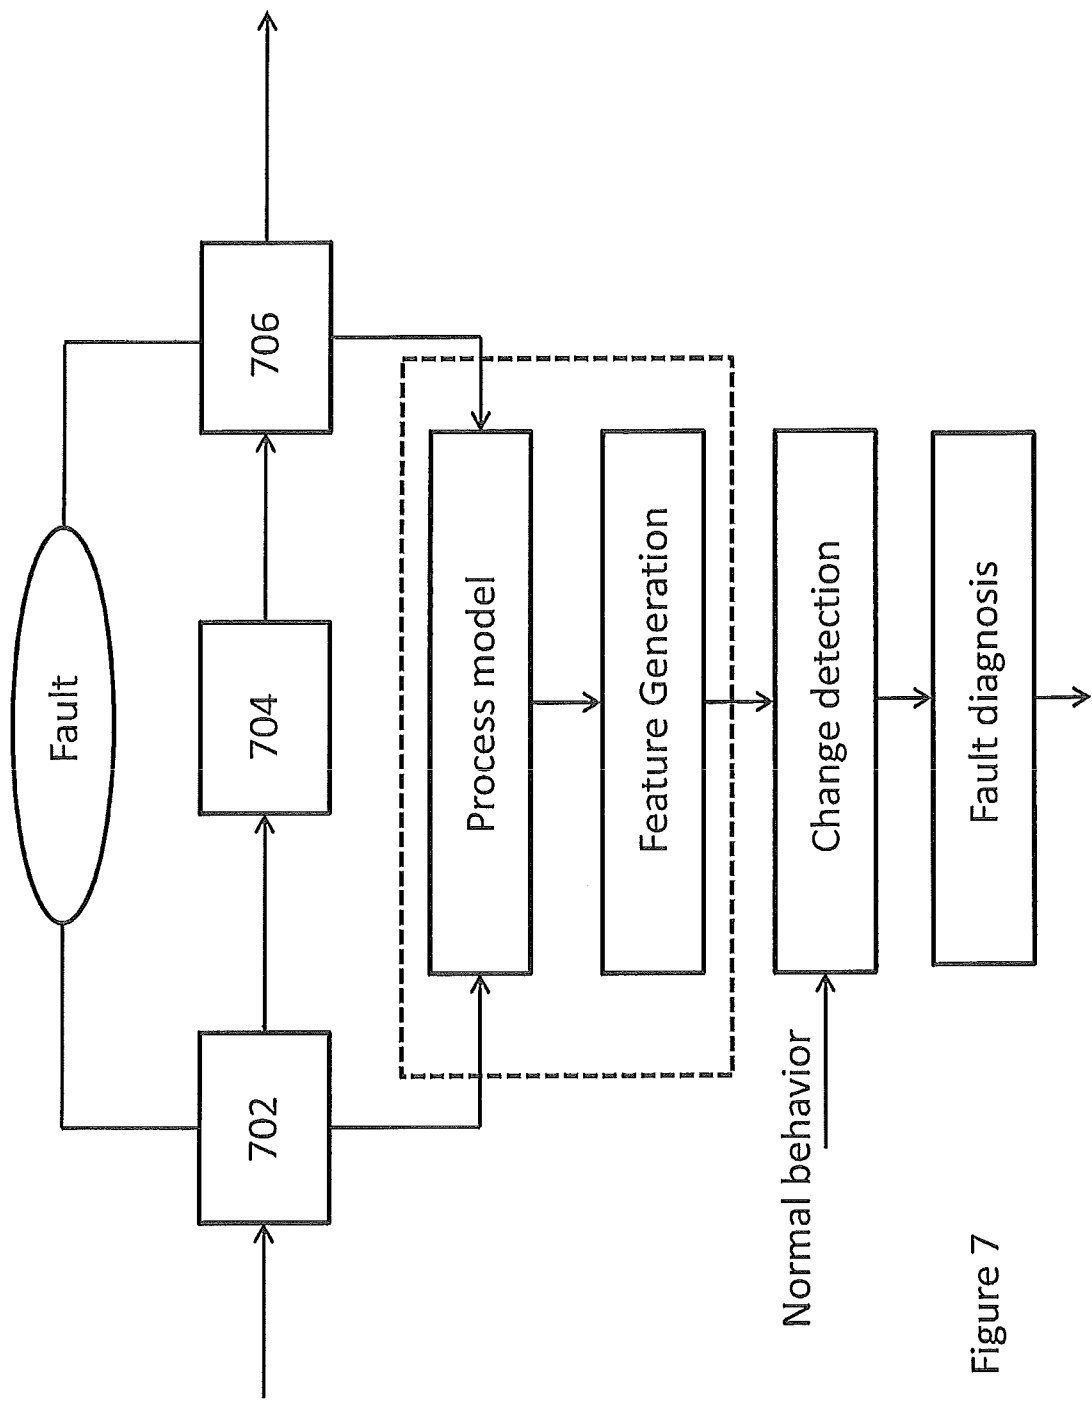 Fault
702
704
706
Process model
Feature Generation
Normal behavior
Change detection
Fault diagnosis
Figure 7